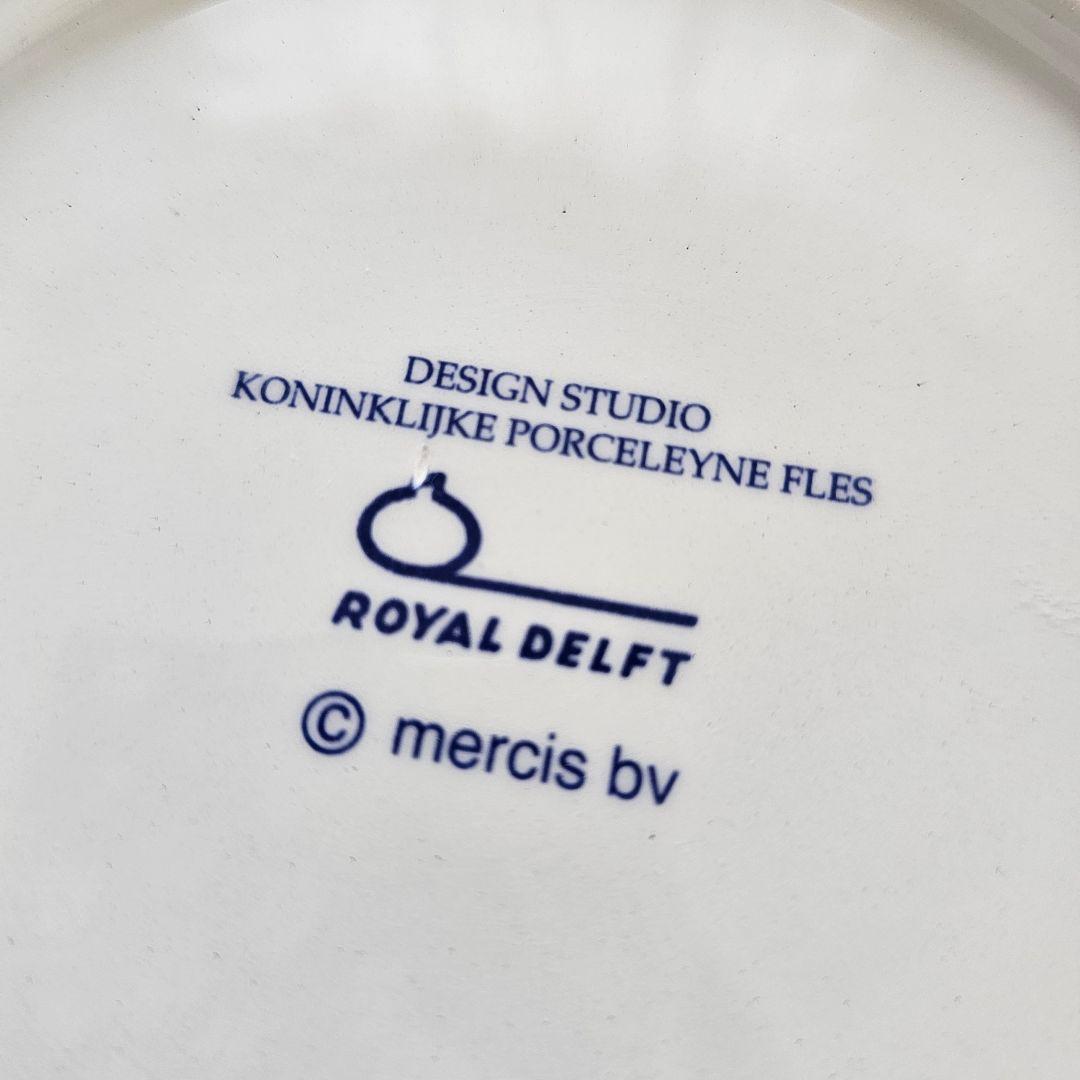 DESIGN STUDIO
KONINKLIJKE PORCELEYNE FLES
ROYAL DELFT
© mercis bv